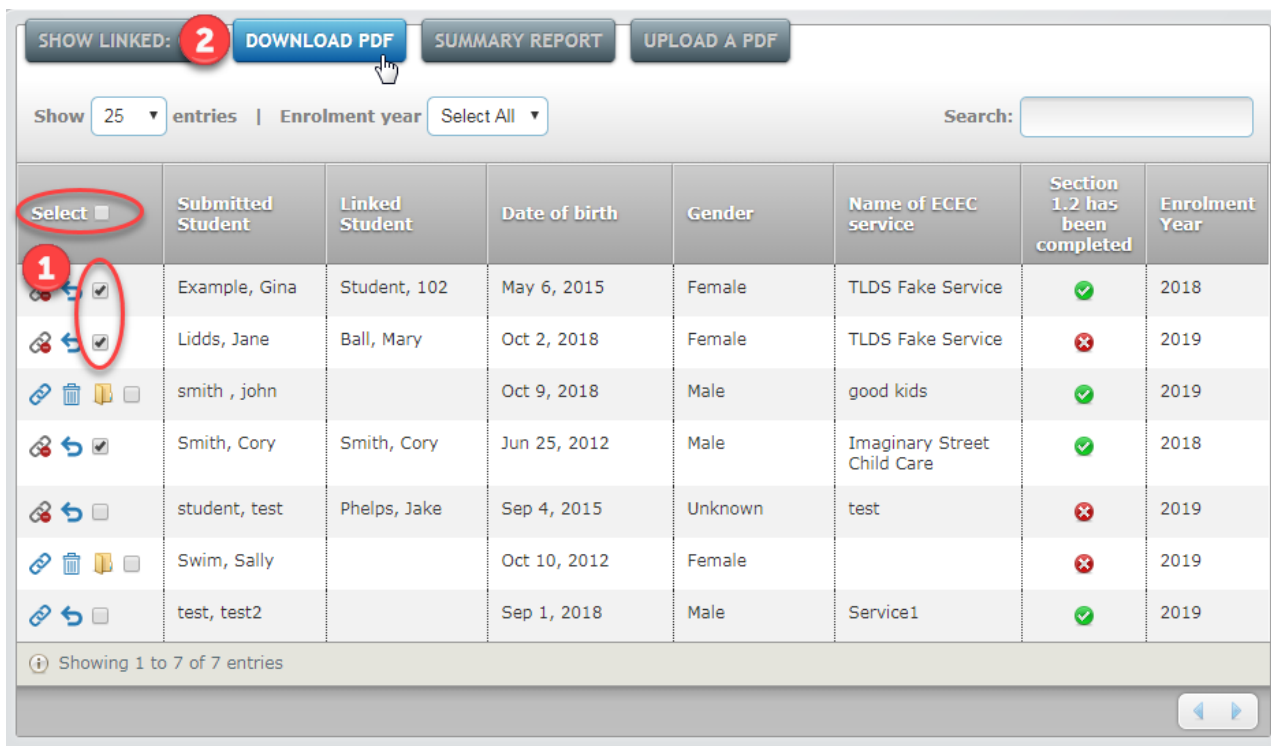 SHOW LINKED: 2 DOWNLOAD PDF SUMMARY REPORT UPLOAD A PDF
Show 25 entries | Enrolment year Select All Search:
Select Submitted Student Linked Student Date of birth Gender Name of ECEC service Section 1.2 has been completed Enrolment Year
1
Example, Gina Student, 102 May 6, 2015 Female TLDS Fake Service 2018
Lidds, Jane Ball, Mary Oct 2, 2018 Female TLDS Fake Service 2019
smith , john Oct 9, 2018 Male good kids 2019
Smith, Cory Smith, Cory Jun 25, 2012 Male Imaginary Street Child Care 2018
student, test Phelps, Jake Sep 4, 2015 Unknown test 2019
Swim, Sally Oct 10, 2012 Female 2019
test, test2 Sep 1, 2018 Male Service1 2019
Showing 1 to 7 of 7 entries